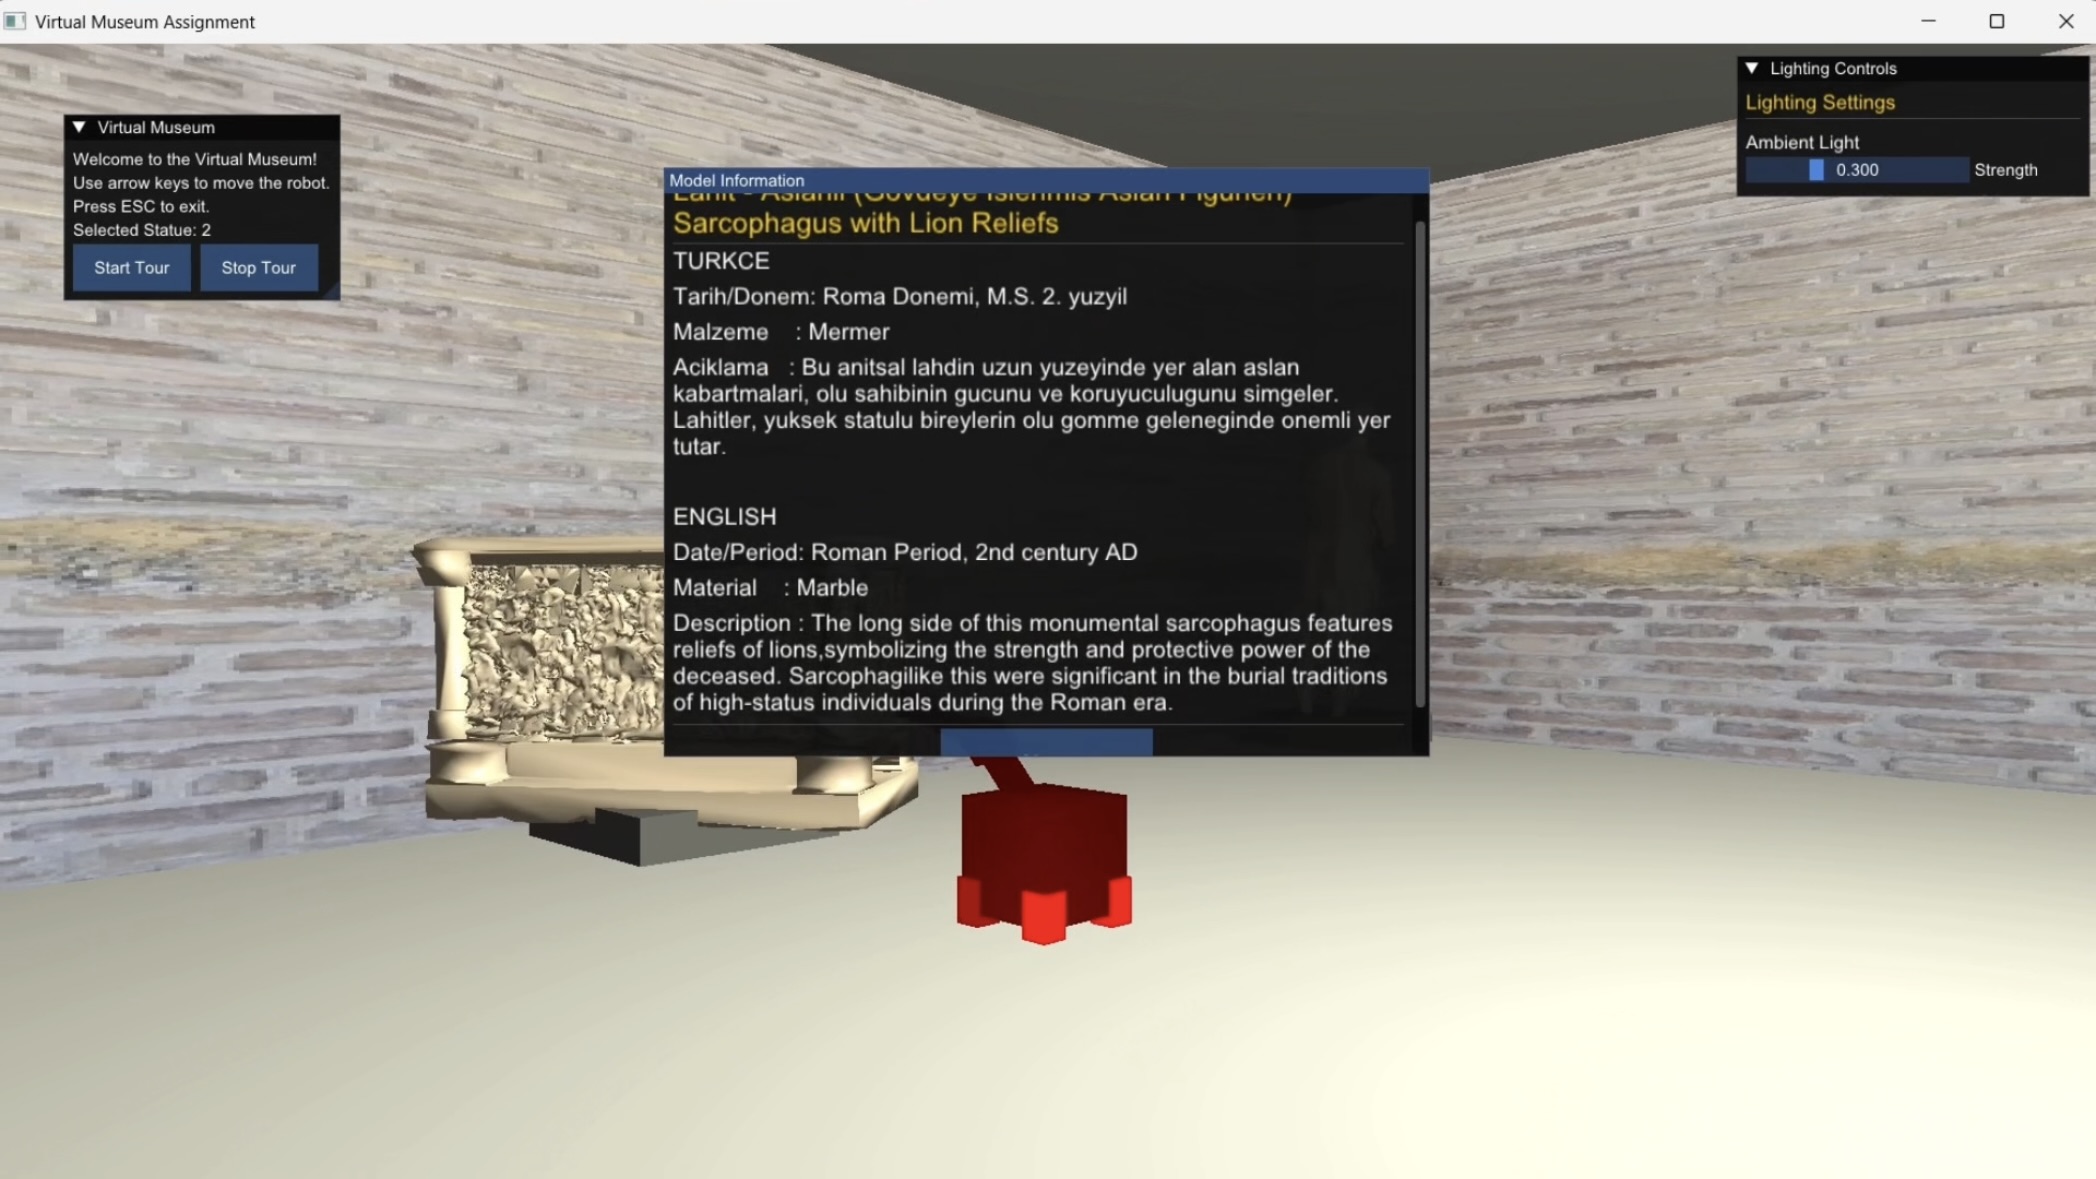 Virtual Museum Assignment
Virtual Museum
Welcome to the Virtual Museum!
Use arrow keys to move the robot.
Press ESC to exit.
Selected Statue: 2
Start Tour
Stop Tour
Model Information
Lahit - Aslanli (Govdeye Islenmis Aslan Figurleri)
Sarcophagus with Lion Reliefs
TURKCE
Tarih/Donem: Roma Donemi, M.S. 2. yuzyil
Malzeme : Mermer
Aciklama : Bu anitsal lahdin uzun yuzeyinde yer alan aslan
kabartmalari, olu sahibinin gucunu ve koruyuculugunu simgeler.
Lahitler, yuksek statulu bireylerin olu gomme geleneginde onemli yer
tutar.
ENGLISH
Date/Period: Roman Period, 2nd century AD
Material : Marble
Description : The long side of this monumental sarcophagus features
reliefs of lions,symbolizing the strength and protective power of the
deceased. Sarcophagilike this were significant in the burial traditions
of high-status individuals during the Roman era.
Lighting Controls
Lighting Settings
Ambient Light
0.300
Strength